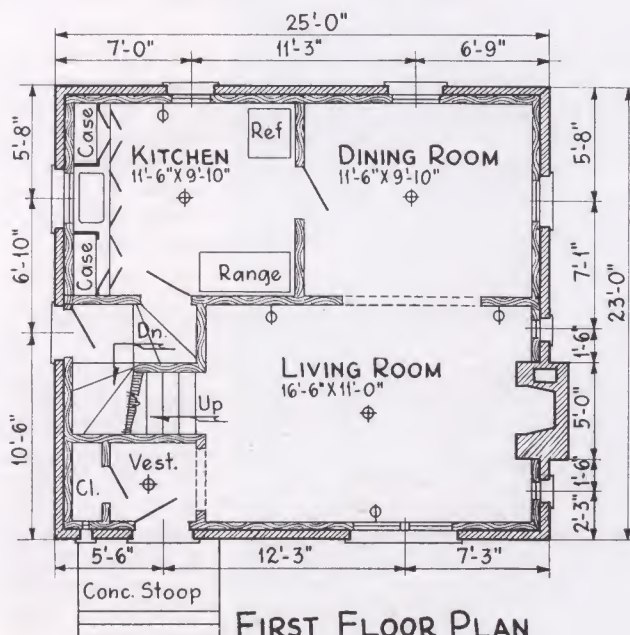 25'-0"
7'-0" 11'-3" 6'-9"
5'-8"
6'-10"
10'-6"
Case
Case
KITCHEN
11'-6"X9'-10"
Ref
Range
DINING ROOM
11'-6"X9'-10"
5'-8"
7'-1"
1'-6"
5'-0"
1'-6"
2'-3"
23'-0"
Dn.
Up
LIVING ROOM
16'-6"X11'-0"
Vest.
Cl.
5'-6" 12'-3" 7'-3"
Conc. Stoop
FIRST FLOOR PLAN